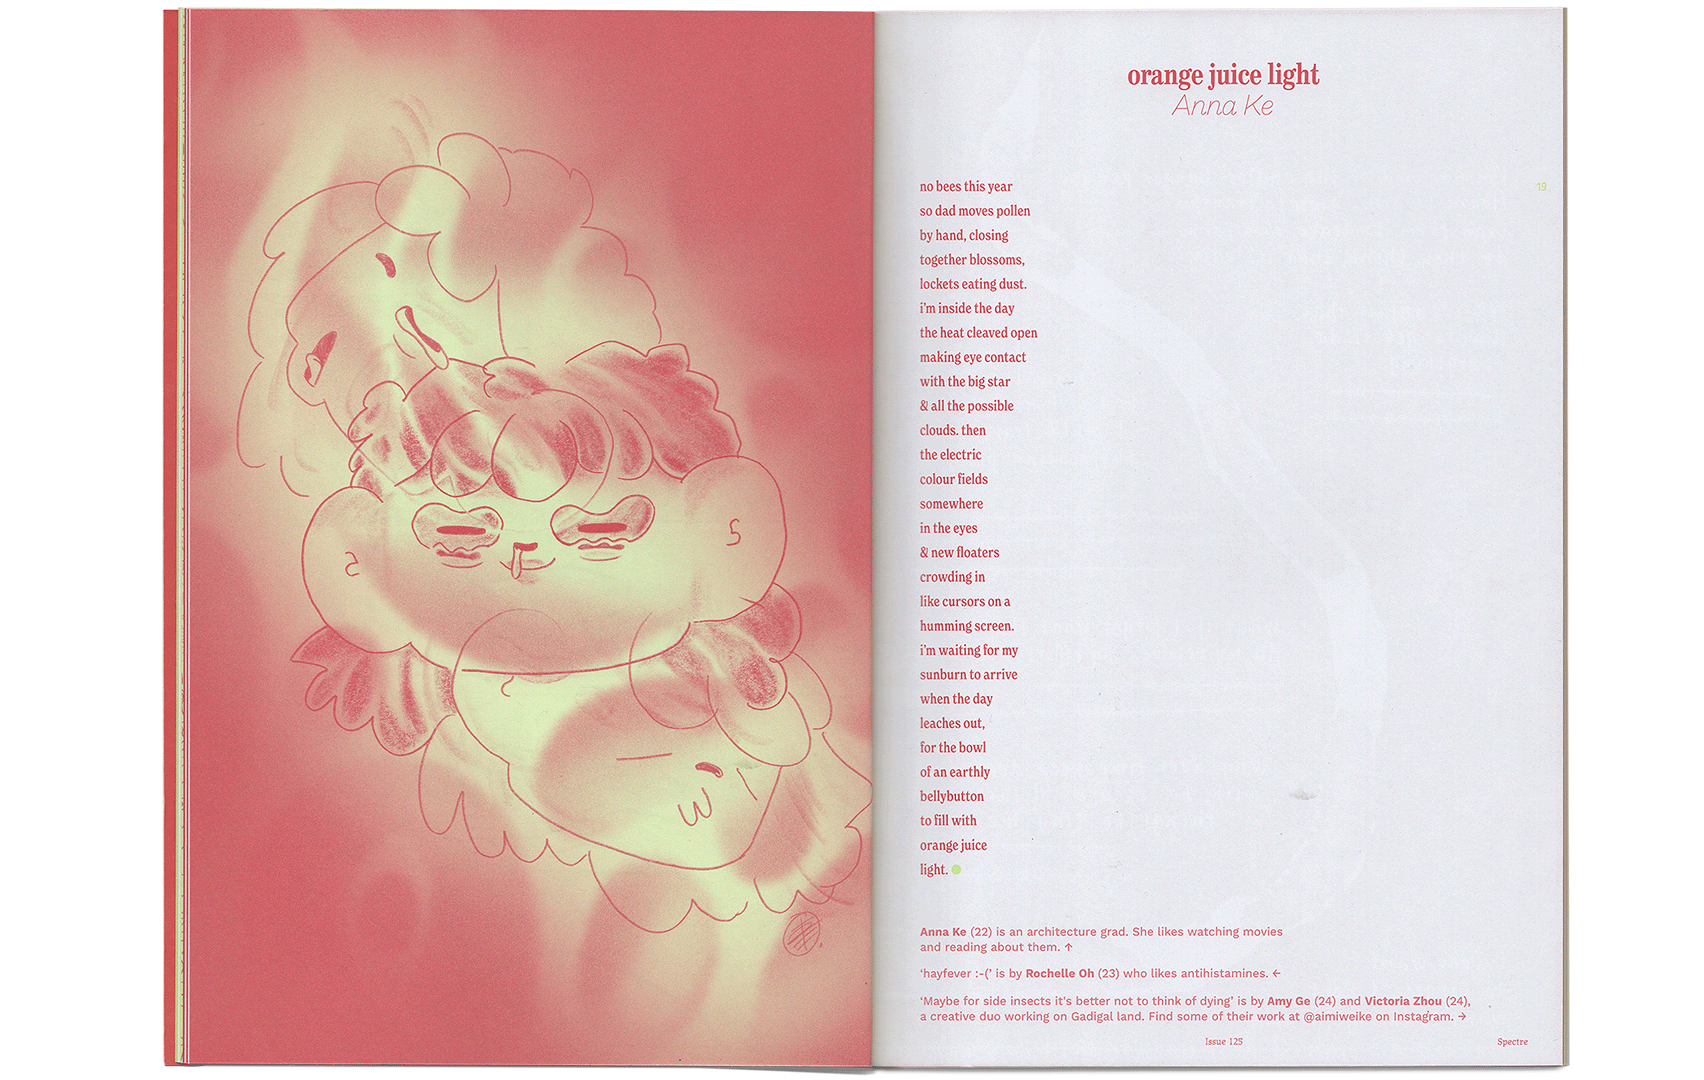 orange juice light
Anna Ke
no bees this year
so dad moves pollen
by hand, closing
together blossoms,
lockets eating dust.
i'm inside the day
the heat cleaved open
making eye contact
with the big star
& all the possible
clouds. then
the electric
colour fields
somewhere
in the eyes
& new floaters
crowding in
like cursors on a
humming screen.
i'm waiting for my
sunburn to arrive
when the day
leaches out,
for the bowl
of an earthly
bellybutton
to fill with
orange juice
light.
19
Anna Ke (22) is an architecture grad. She likes watching movies
and reading about them. ↑
‘hayfever :-(’ is by Rochelle Oh (23) who likes antihistamines. ←
‘Maybe for side insects it's better not to think of dying’ is by Amy Ge (24) and Victoria Zhou (24),
a creative duo working on Gadigal land. Find some of their work at @aimiweike on Instagram. →
Issue 125
Spectre